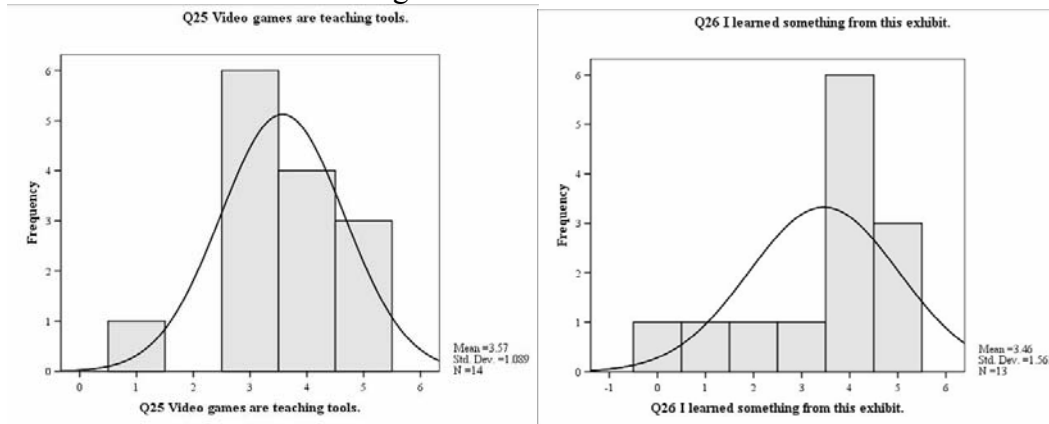 Q25 Video games are teaching tools.
6
5
4
3
2
1
0
Frequency
0 1 2 3 4 5 6
Q25 Video games are teaching tools.
Mean =3.57
Std. Dev. =1.089
N =14
Q26 I learned something from this exhibit.
6
5
4
3
2
1
0
Frequency
-1 0 1 2 3 4 5 6
Q26 I learned something from this exhibit.
Mean =3.46
Std. Dev. =1.56
N =13